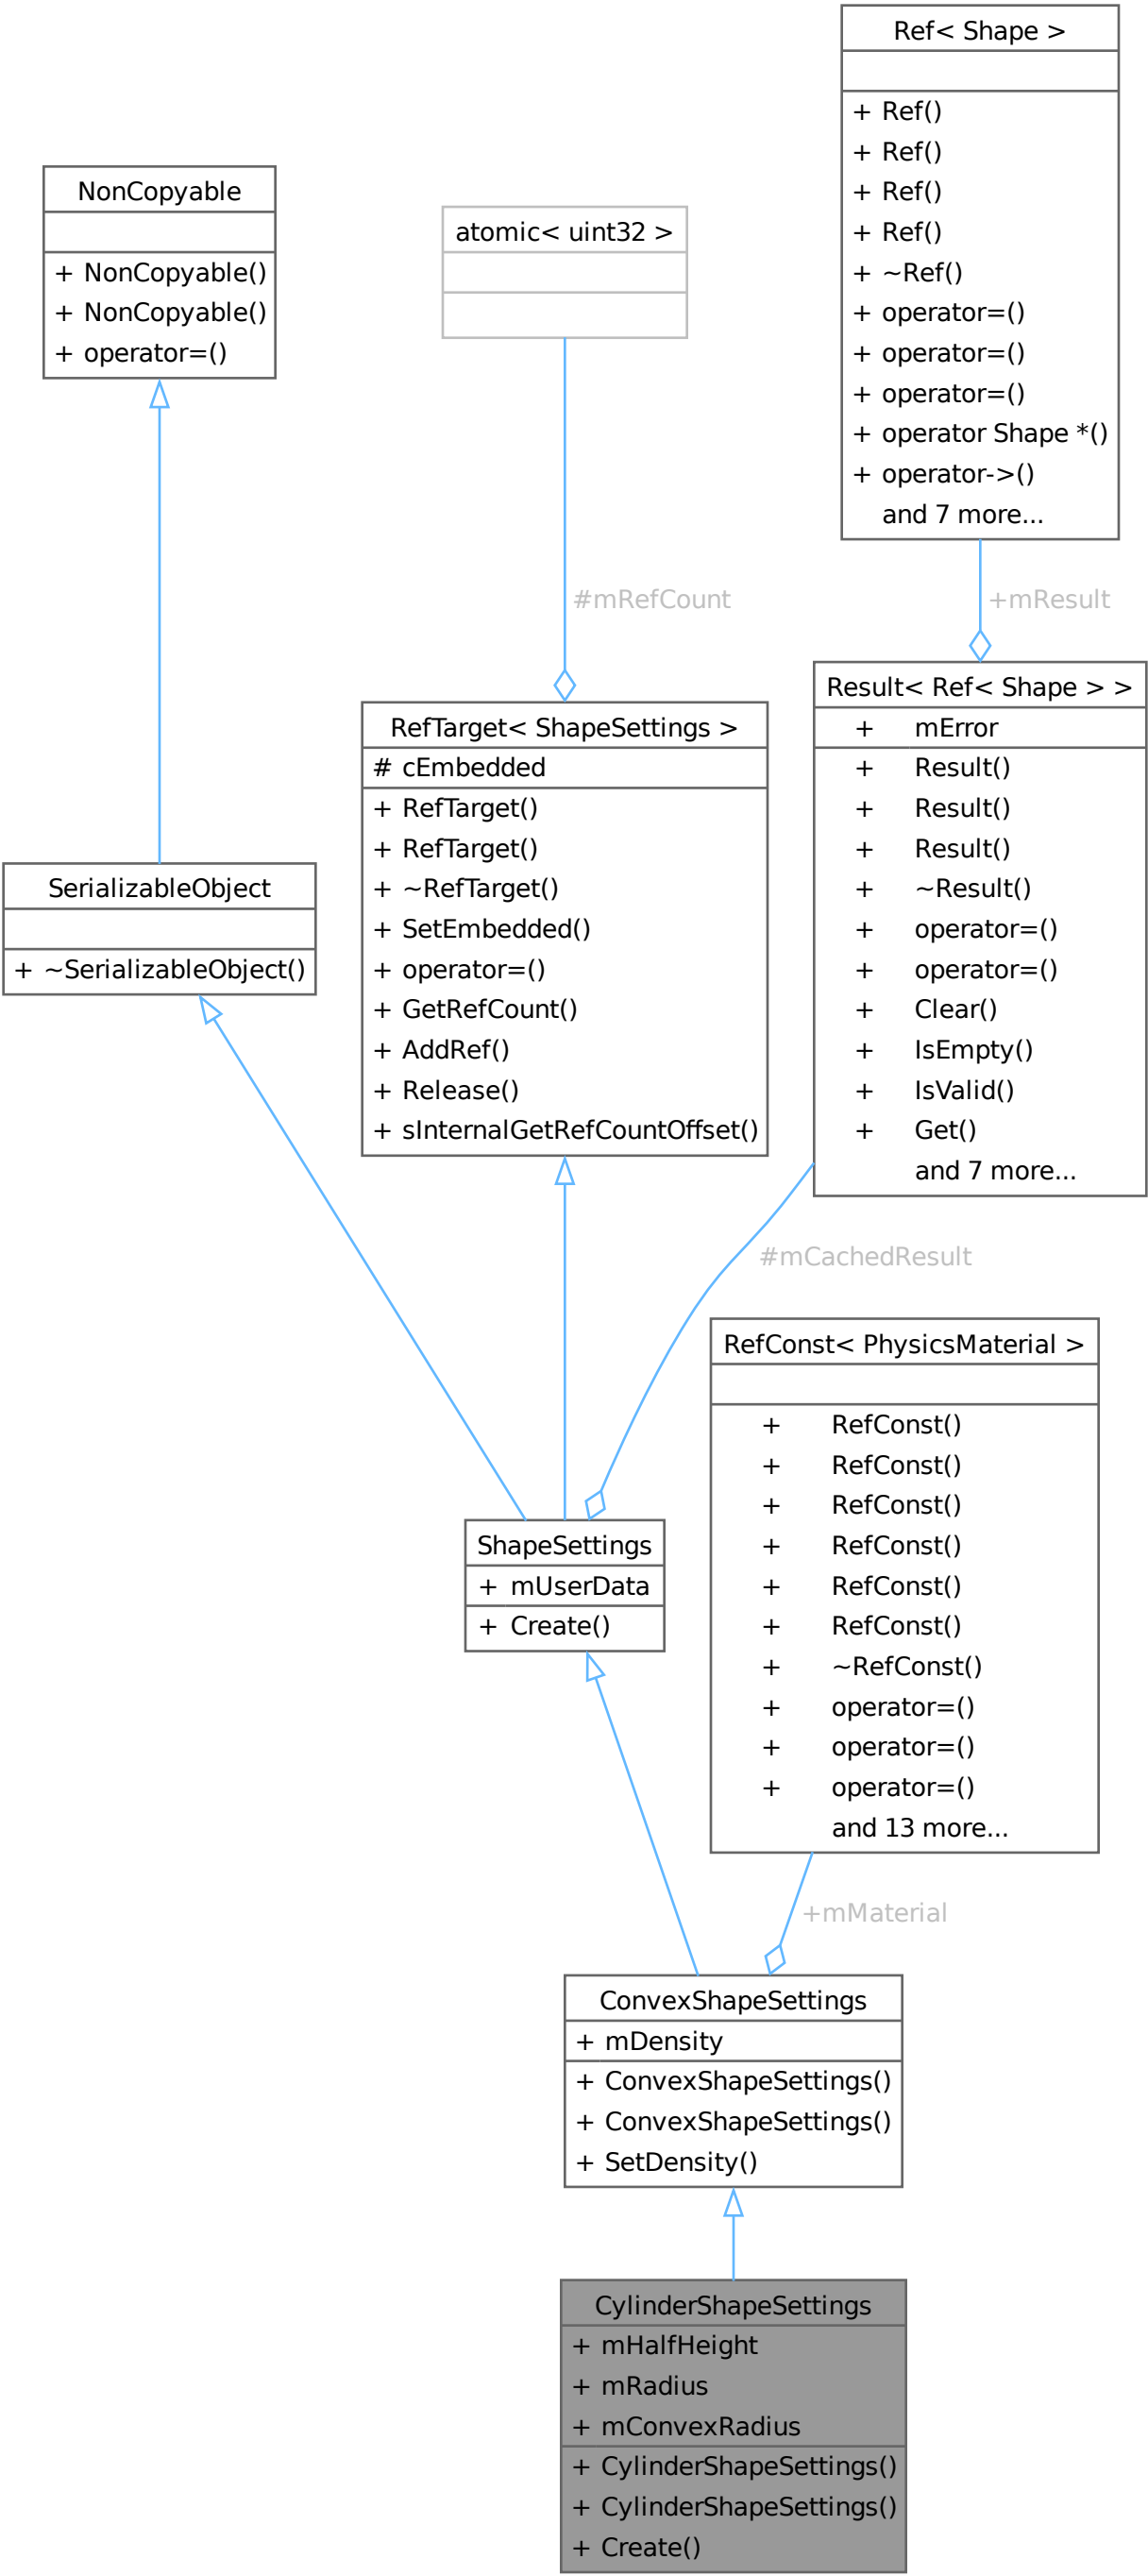 Ref< Shape >
+ Ref()
+ Ref()
+ Ref()
+ Ref()
+ ~Ref()
+ operator=()
+ operator=()
+ operator=()
+ operator Shape *()
+ operator->()
and 7 more...
NonCopyable
+ NonCopyable()
+ NonCopyable()
+ operator=()
atomic< uint32 >
#mRefCount
+mResult
Result< Ref< Shape > >
+ mError
+ Result()
+ Result()
+ Result()
+ ~Result()
+ operator=()
+ operator=()
+ Clear()
+ IsEmpty()
+ IsValid()
+ Get()
and 7 more...
RefTarget< ShapeSettings >
# cEmbedded
+ RefTarget()
+ RefTarget()
+ ~RefTarget()
+ SetEmbedded()
+ operator=()
+ GetRefCount()
+ AddRef()
+ Release()
+ sInternalGetRefCountOffset()
SerializableObject
+ ~SerializableObject()
#mCachedResult
RefConst< PhysicsMaterial >
+ RefConst()
+ RefConst()
+ RefConst()
+ RefConst()
+ RefConst()
+ RefConst()
+ ~RefConst()
+ operator=()
+ operator=()
+ operator=()
and 13 more...
ShapeSettings
+ mUserData
+ Create()
+mMaterial
ConvexShapeSettings
+ mDensity
+ ConvexShapeSettings()
+ ConvexShapeSettings()
+ SetDensity()
CylinderShapeSettings
+ mHalfHeight
+ mRadius
+ mConvexRadius
+ CylinderShapeSettings()
+ CylinderShapeSettings()
+ Create()